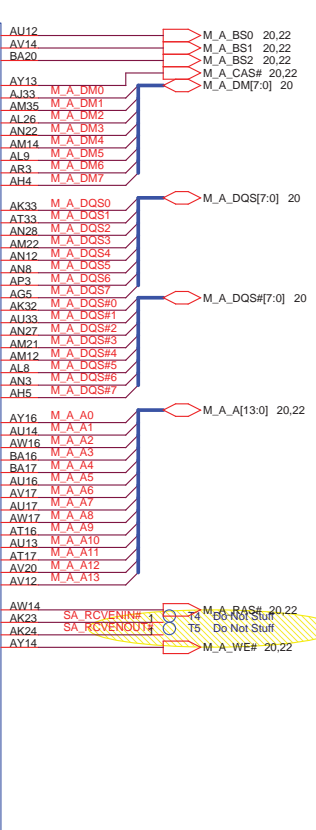 AU12 M_A_BS0 20,22
AV14 M_A_BS1 20,22
BA20 M_A_BS2 20,22
AY13 M_A_CAS# 20,22
AJ33 M_A_DM0 M_A_DM[7:0] 20
AM35 M_A_DM1
AL26 M_A_DM2
AN22 M_A_DM3
AM14 M_A_DM4
AL9 M_A_DM5
AR3 M_A_DM6
AH4 M_A_DM7
M_A_DQS[7:0] 20
AK33 M_A_DQS0
AT33 M_A_DQS1
AN28 M_A_DQS2
AM22 M_A_DQS3
AN12 M_A_DQS4
AN8 M_A_DQS5
AP3 M_A_DQS6
AG5 M_A_DQS7
M_A_DQS#[7:0] 20
AK32 M_A_DQS#0
AU33 M_A_DQS#1
AN27 M_A_DQS#2
AM21 M_A_DQS#3
AM12 M_A_DQS#4
AL8 M_A_DQS#5
AN3 M_A_DQS#6
AH5 M_A_DQS#7
M_A_A[13:0] 20,22
AY16 M_A_A0
AU14 M_A_A1
AW16 M_A_A2
BA16 M_A_A3
BA17 M_A_A4
AU16 M_A_A5
AV17 M_A_A6
AU17 M_A_A7
AW17 M_A_A8
AT16 M_A_A9
AU13 M_A_A10
AT17 M_A_A11
AV20 M_A_A12
AV12 M_A_A13
AW14 M_A_RAS# 20,22
AK23 SA_RCVENIN# 1 T4 Do Not Stuff
AK24 SA_RCVENOUT# 1 T5 Do Not Stuff
AY14 M_A_WE# 20,22